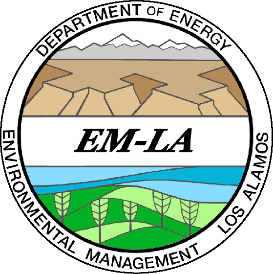 DEPARTMENT OF ENERGY
EM-LA
ENVIRONMENTAL MANAGEMENT LOS ALAMOS